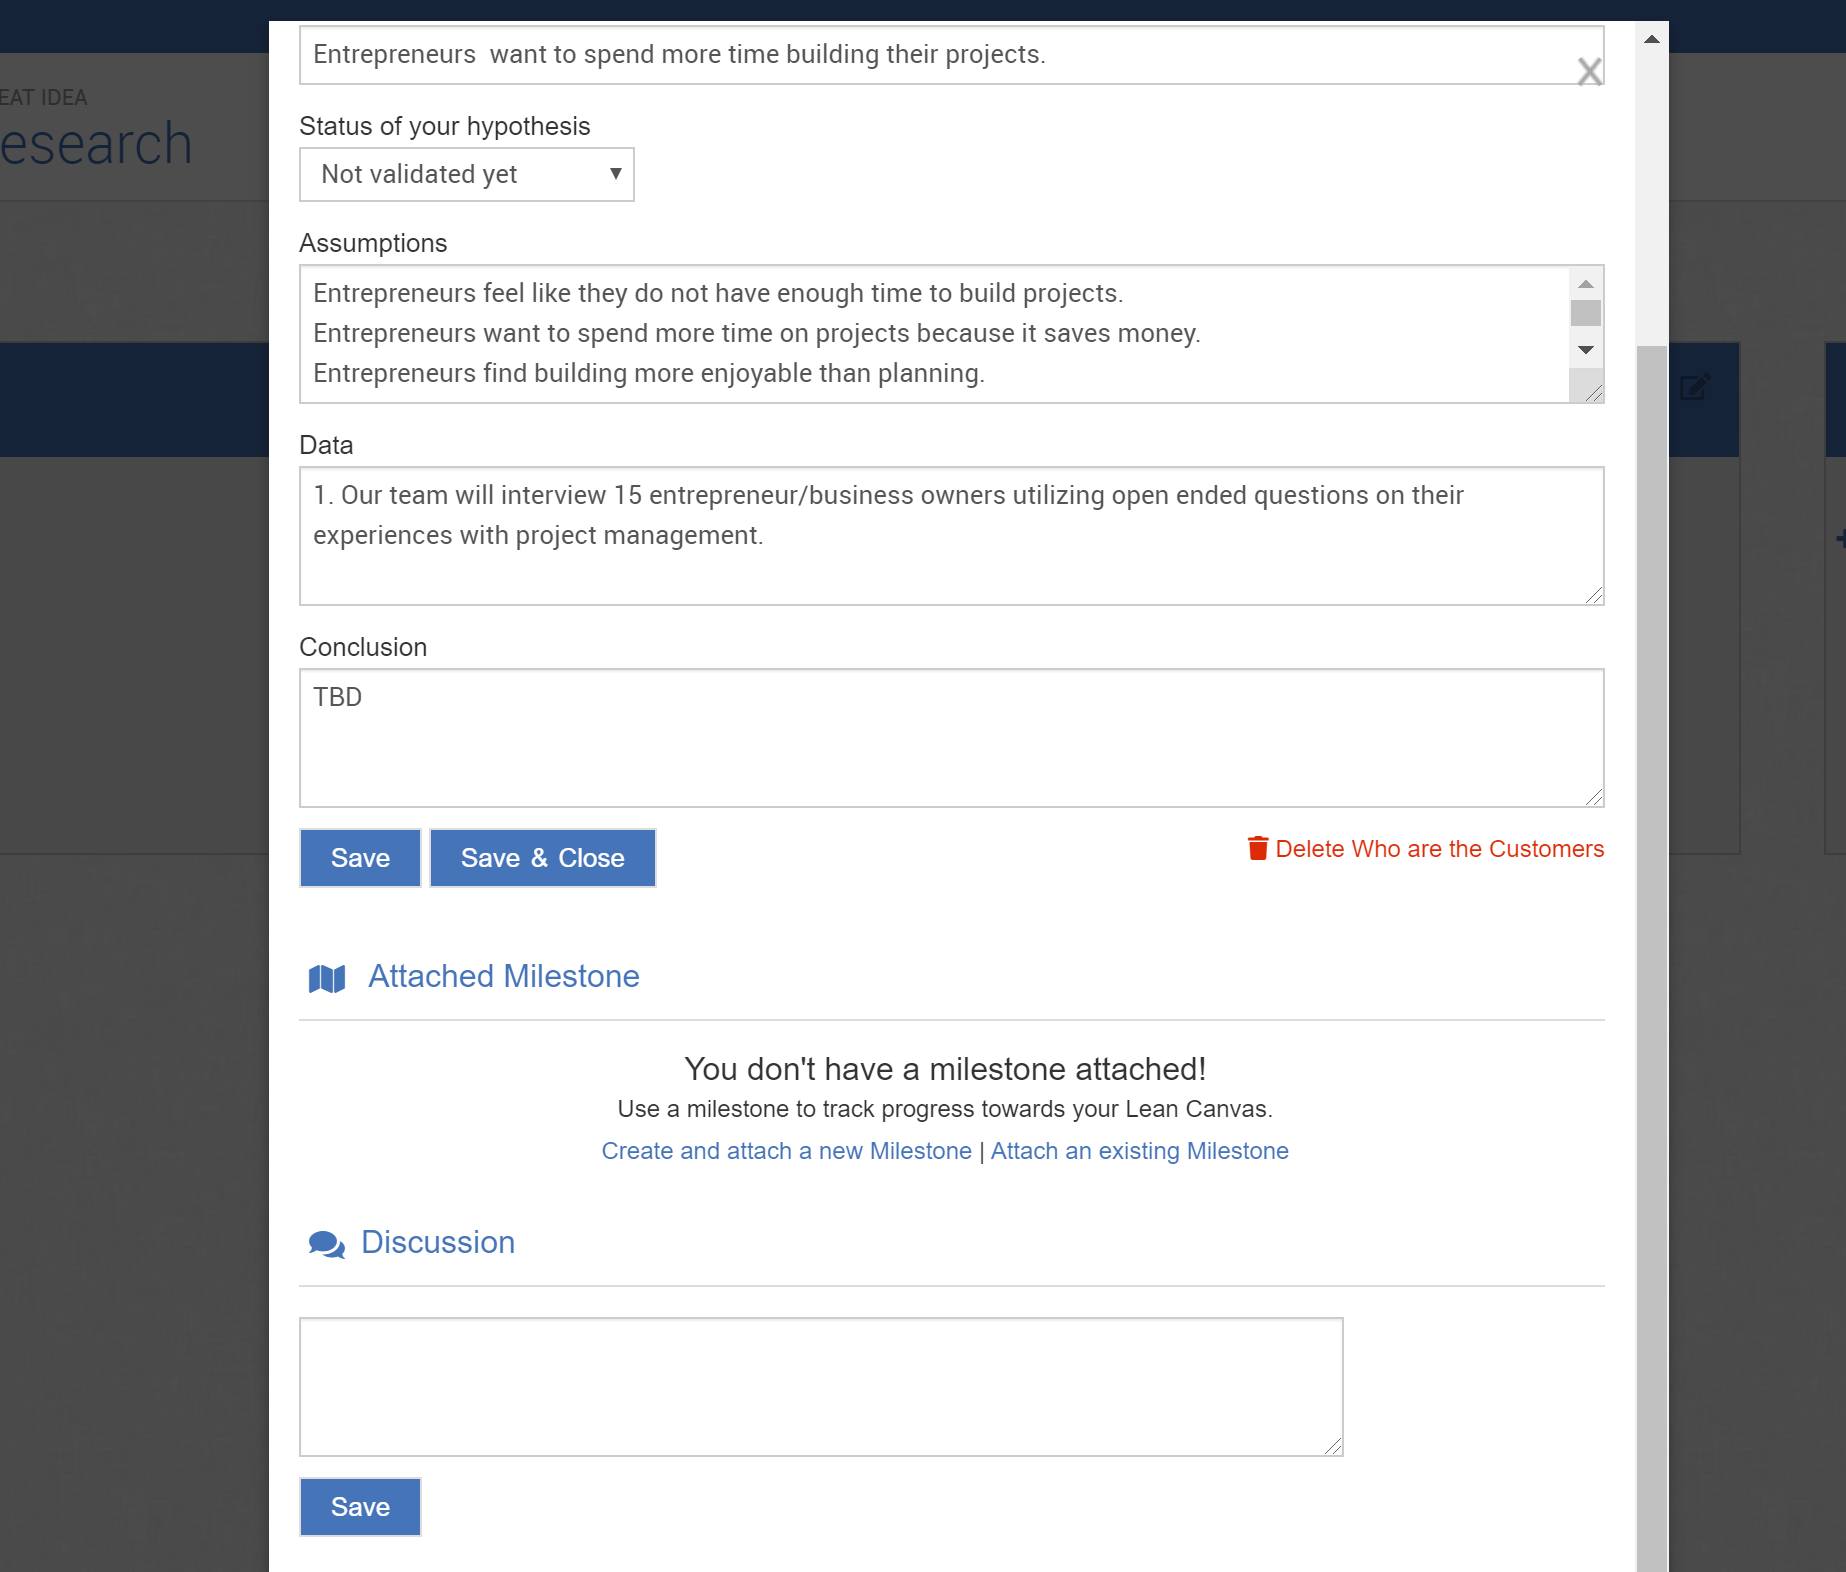 EAT IDEA
esearch
Entrepreneurs  want to spend more time building their projects.
X
Status of your hypothesis
Not validated yet
Assumptions
Entrepreneurs feel like they do not have enough time to build projects.
Entrepreneurs want to spend more time on projects because it saves money.
Entrepreneurs find building more enjoyable than planning.
Data
1. Our team will interview 15 entrepreneur/business owners utilizing open ended questions on their
experiences with project management.
Conclusion
TBD
Save
Save & Close
Delete Who are the Customers
Attached Milestone
You don't have a milestone attached!
Use a milestone to track progress towards your Lean Canvas.
Create and attach a new Milestone | Attach an existing Milestone
Discussion
Save